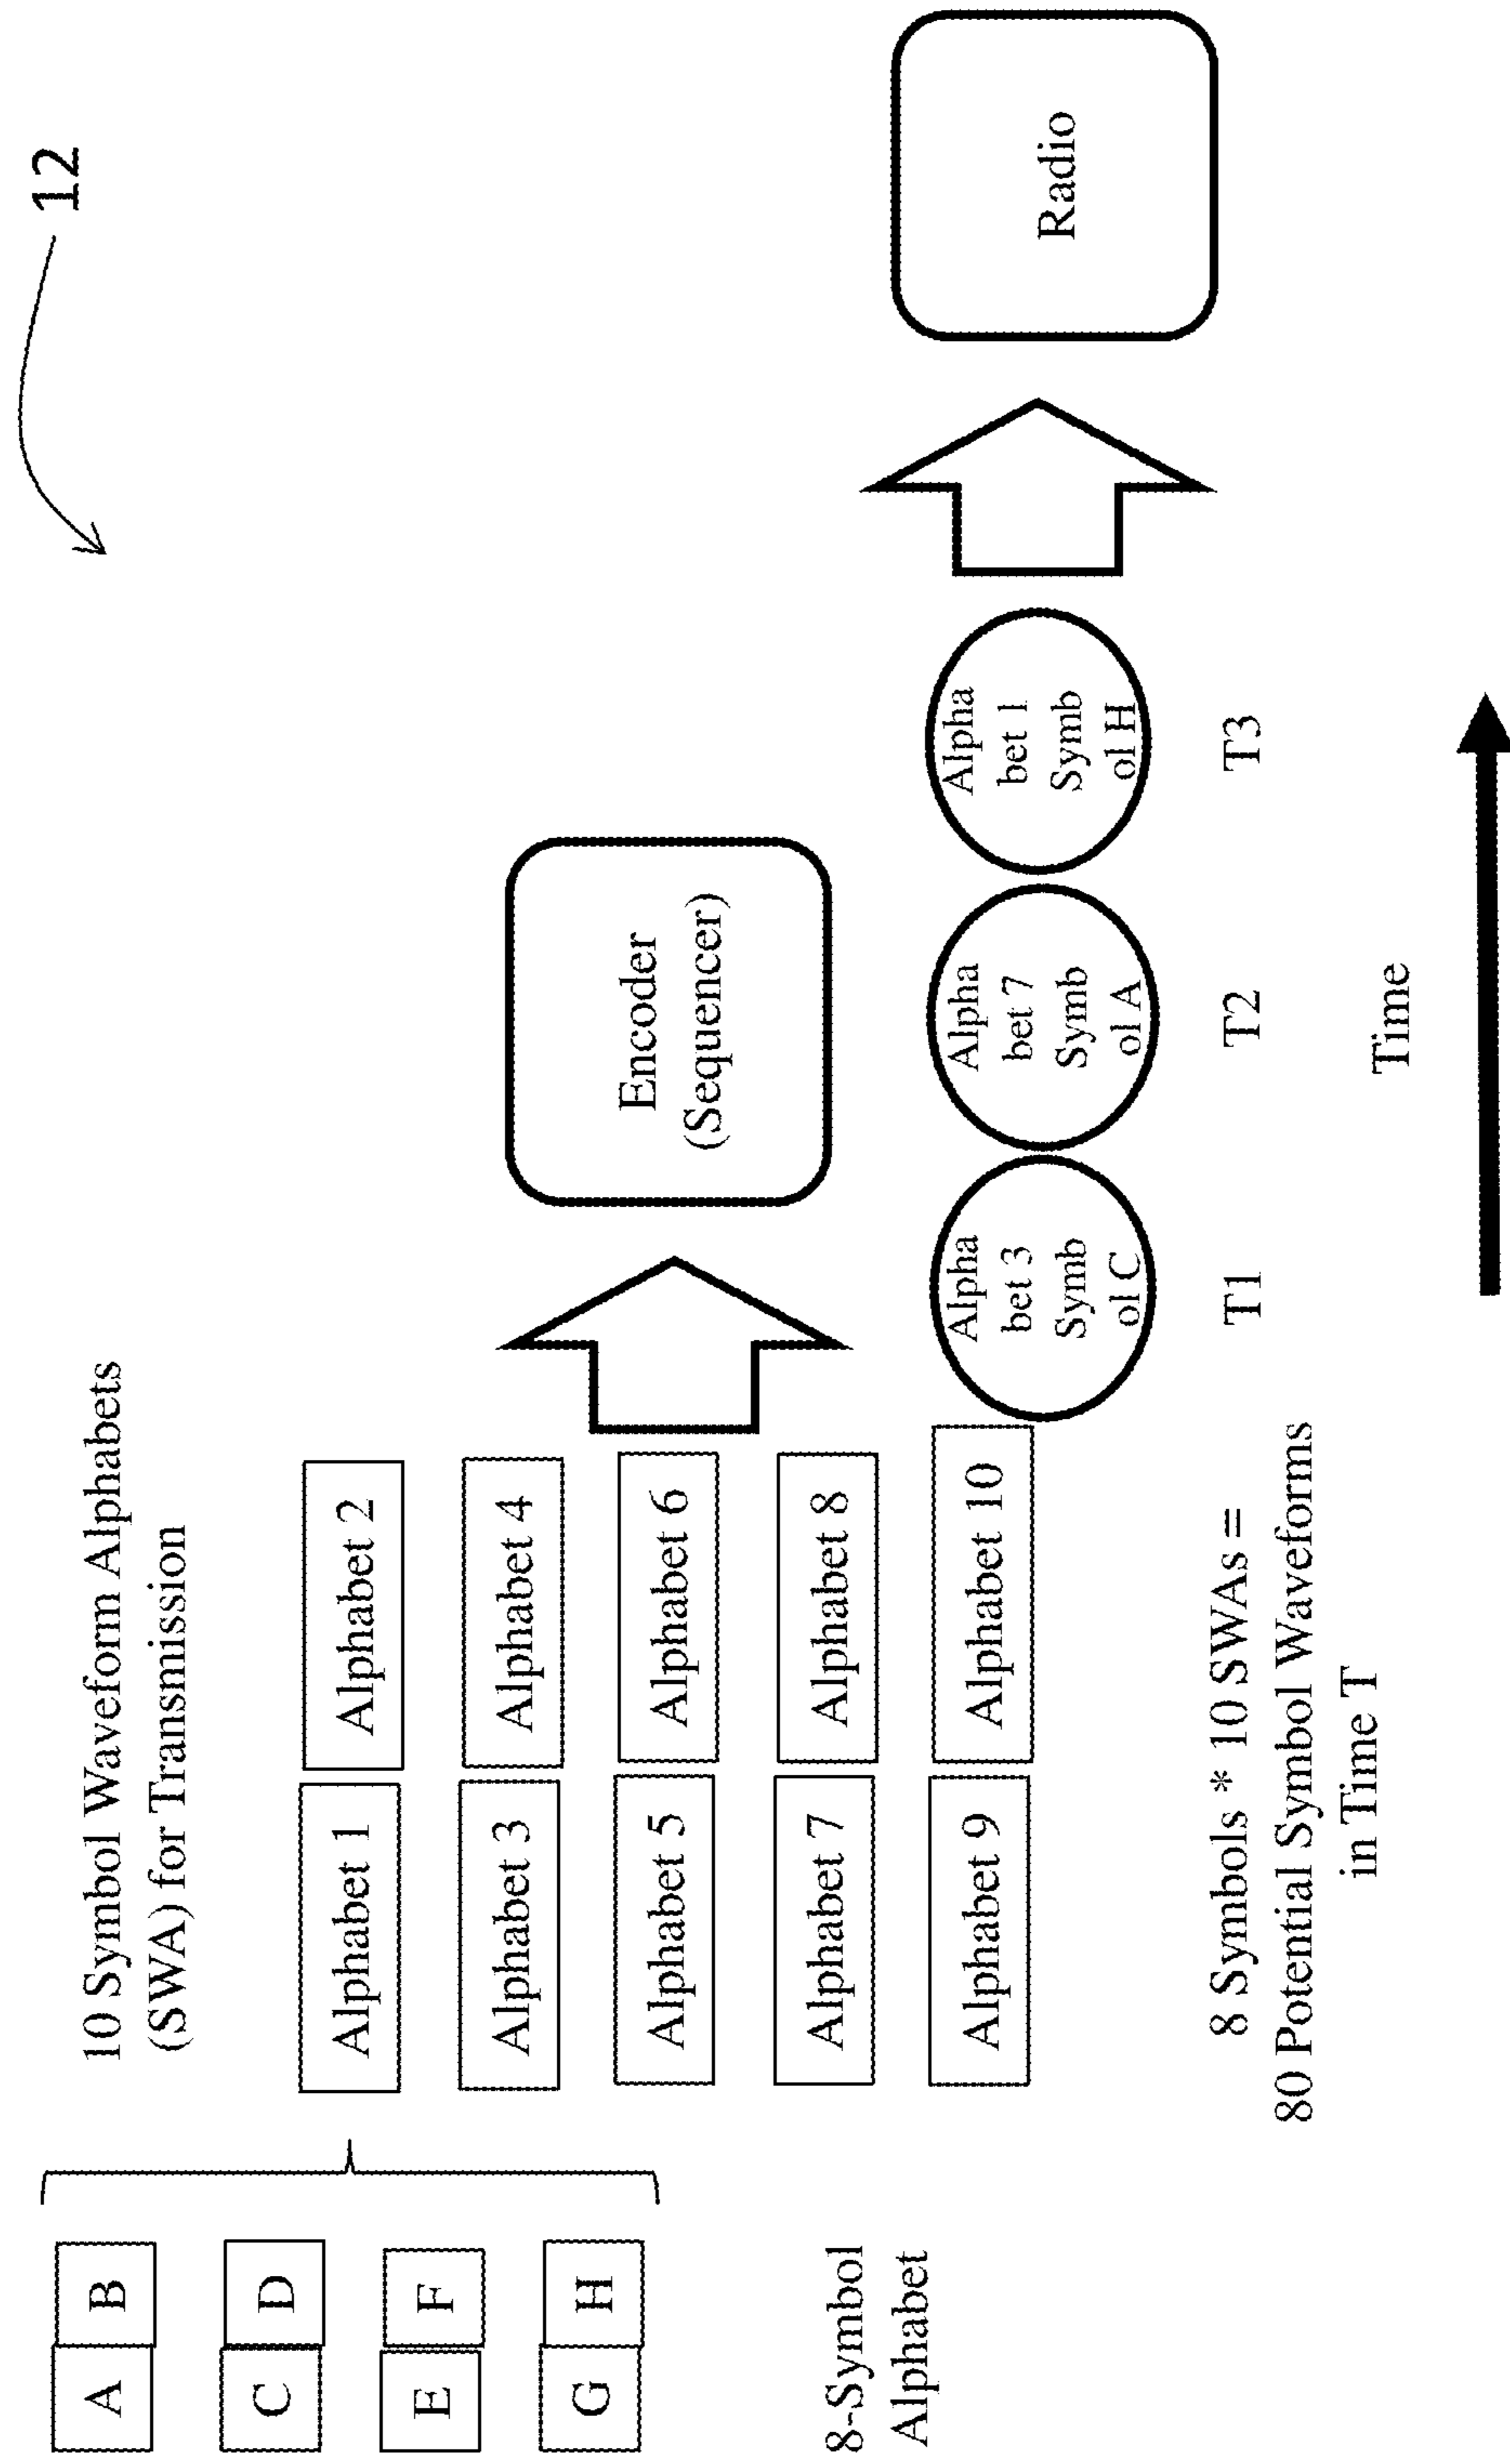 12
10 Symbol Waveform Alphabets
(SWA) for Transmission
A
B
C
D
E
F
G
H
8-Symbol
Alphabet
Alphabet 1
Alphabet 2
Alphabet 3
Alphabet 4
Alphabet 5
Alphabet 6
Alphabet 7
Alphabet 8
Alphabet 9
Alphabet 10
8 Symbols * 10 SWAs =
80 Potential Symbol Waveforms
in Time T
Encoder
(Sequencer)
Alpha
bet 3
Symb
ol C
Alpha
bet 7
Symb
ol A
Alpha
bet 1
Symb
ol H
T1
T2
T3
Time
Radio